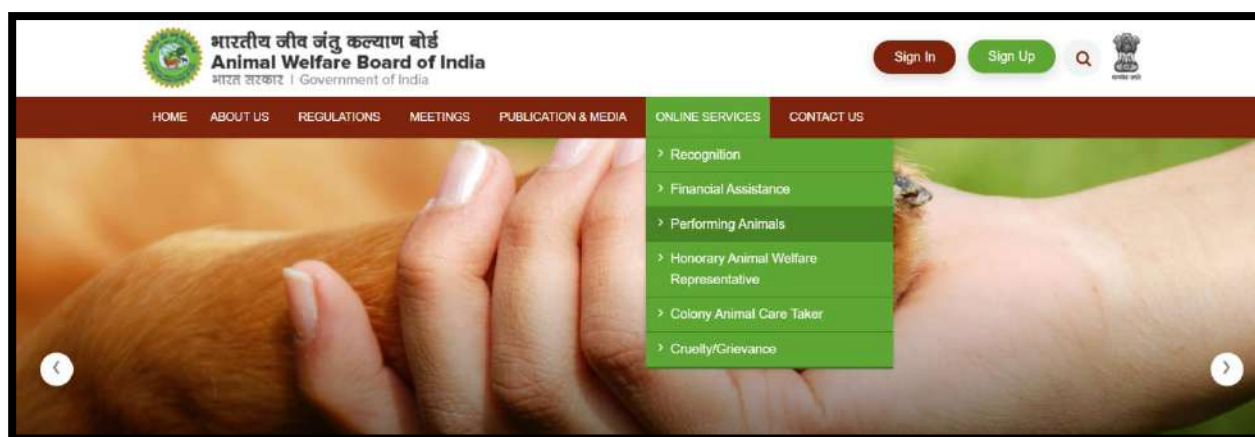 भारतीय जीव जंतु कल्याण बोर्ड
Animal Welfare Board of India
भारत सरकार | Government of India
Sign In
Sign Up
HOME
ABOUT US
REGULATIONS
MEETINGS
PUBLICATION & MEDIA
ONLINE SERVICES
CONTACT US
Recognition
Financial Assistance
Performing Animals
Honorary Animal Welfare
Representative
Colony Animal Care Taker
Cruelty/Grievance